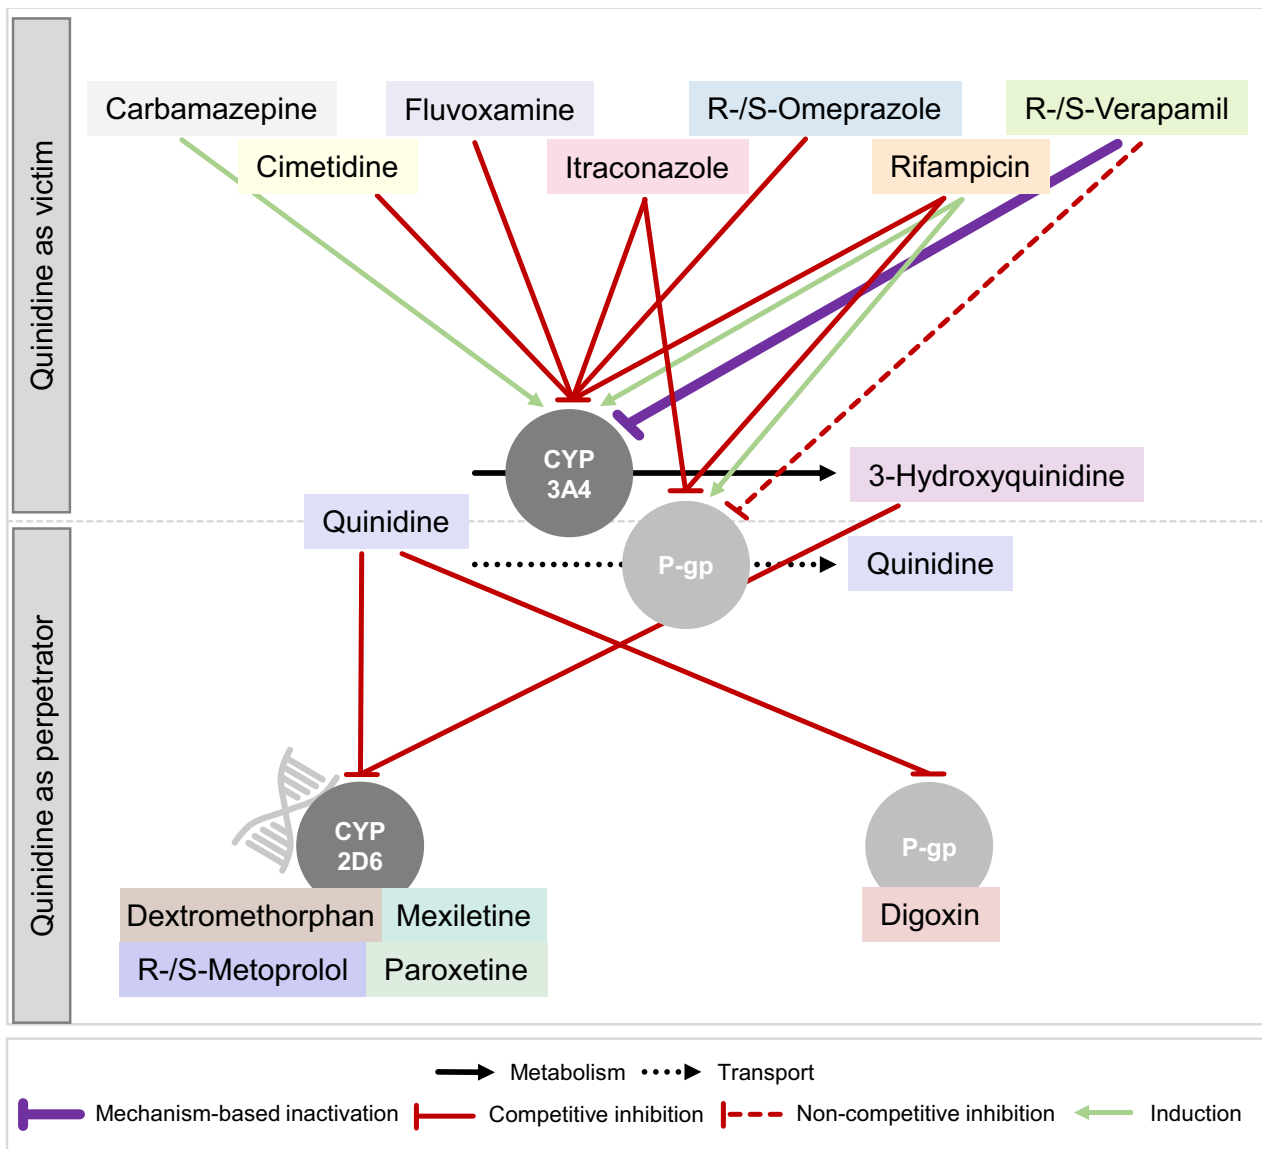 Quinidine as victim
Carbamazepine
Fluvoxamine
R-/S-Omeprazole
R-/S-Verapamil
Cimetidine
Itraconazole
Rifampicin
CYP
3A4
3-Hydroxyquinidine
Quinidine
P-gp
Quinidine
Quinidine as perpetrator
CYP
2D6
P-gp
Dextromethorphan
Mexiletine
Digoxin
R-/S-Metoprolol
Paroxetine
Metabolism
Transport
Mechanism-based inactivation
Competitive inhibition
Non-competitive inhibition
Induction